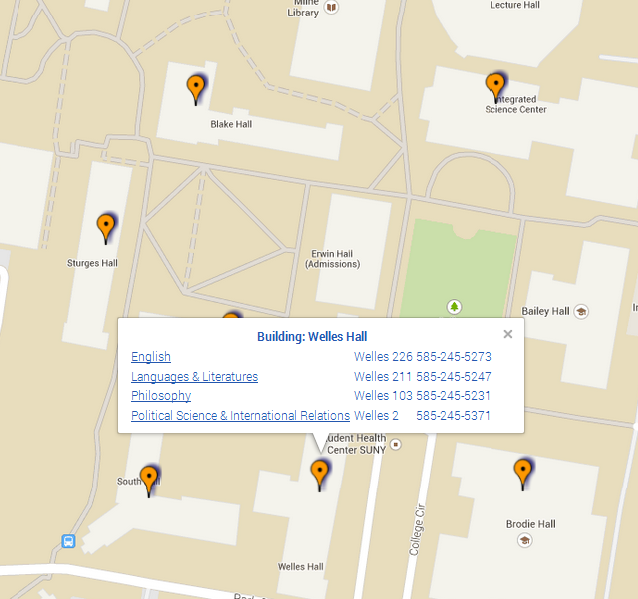 Milne
Library
Lecture Hall
Integrated
Science Center
Blake Hall
Erwin Hall
(Admissions)
Sturges Hall
Bailey Hall
Building: Welles Hall ×
English Welles 226 585-245-5273
Languages & Literatures Welles 211 585-245-5247
Philosophy Welles 103 585-245-5231
Political Science & International Relations Welles 2 585-245-5371
udent Health
Center SUNY
South
College Cir
Brodie Hall
Welles Hall